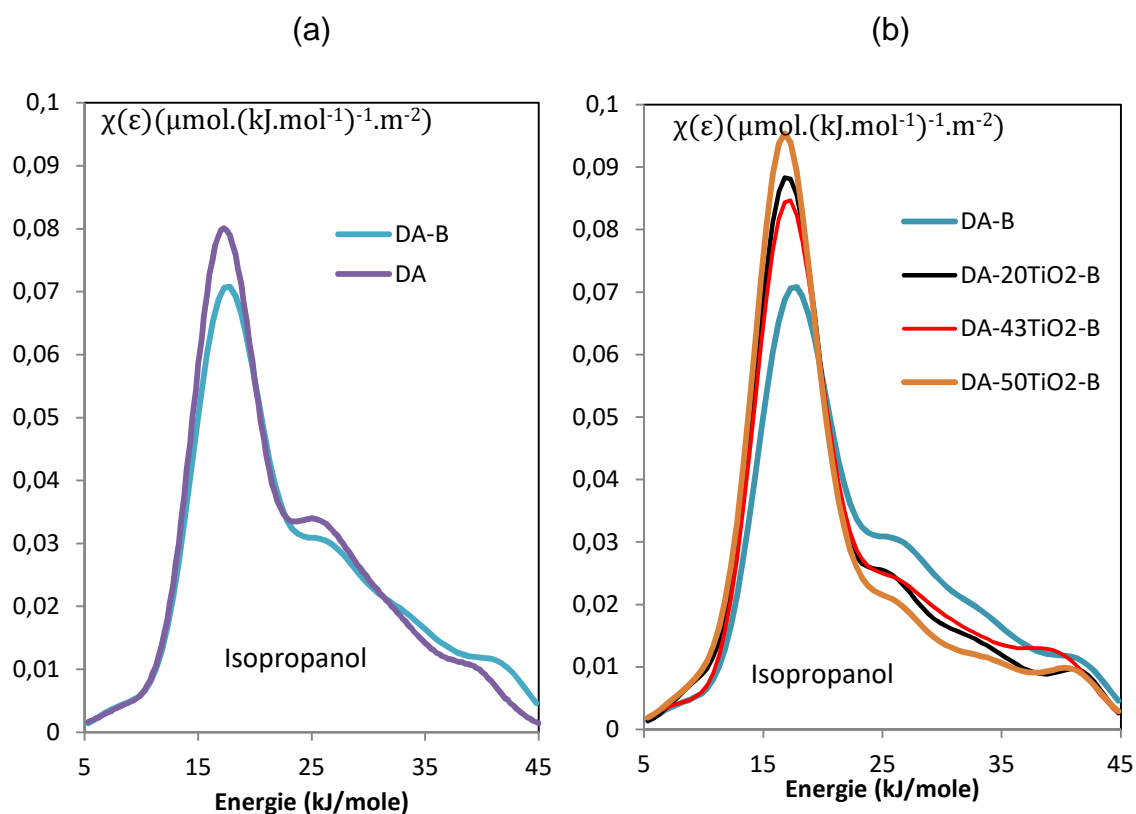 (a)
χ(ε)(μmol.(kJ.mol⁻¹)⁻¹.m⁻²)
0,1
0,09
0,08
0,07
0,06
0,05
0,04
0,03
0,02
0,01
0
DA-B
DA
Isopropanol
5 15 25 35 45
Energie (kJ/mole)
(b)
χ(ε)(μmol.(kJ.mol⁻¹)⁻¹.m⁻²)
0,1
0,09
0,08
0,07
0,06
0,05
0,04
0,03
0,02
0,01
0
DA-B
DA-20TiO2-B
DA-43TiO2-B
DA-50TiO2-B
Isopropanol
5 15 25 35 45
Energie (kJ/mole)